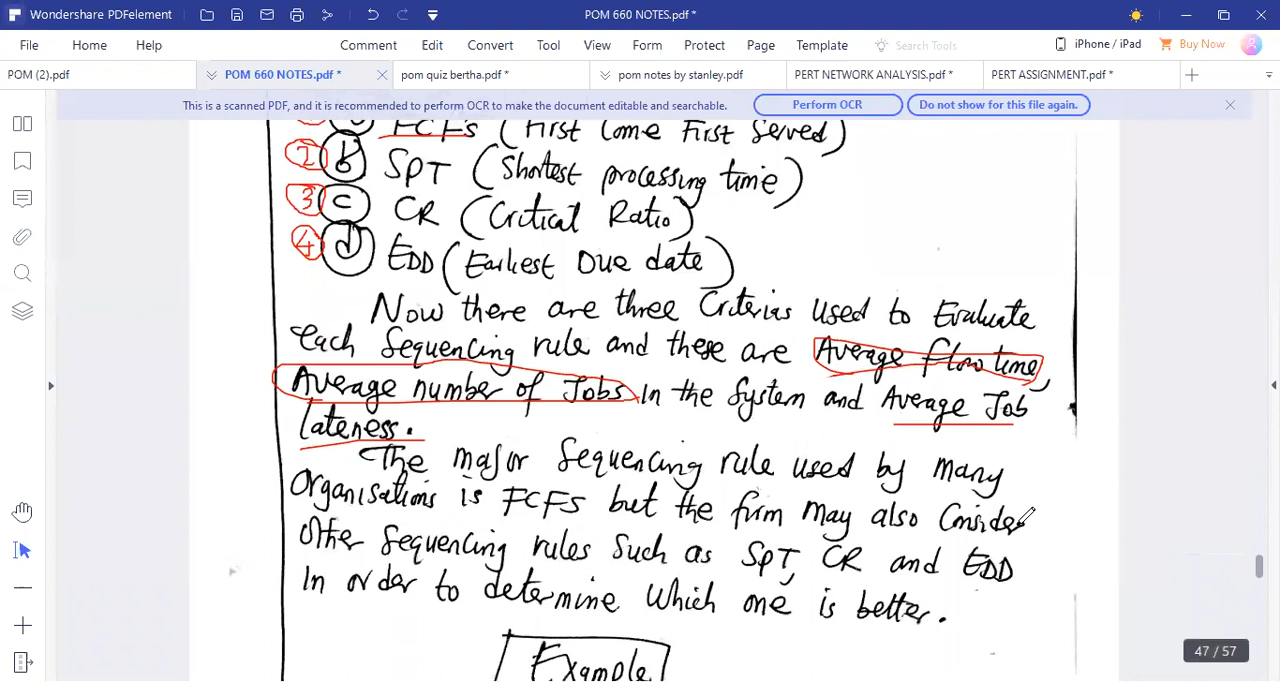 Wondershare PDFelement
POM 660 NOTES.pdf *
File Home Help Comment Edit Convert Tool View Form Protect Page Template Search Tools iPhone / iPad Buy Now
POM (2).pdf
POM 660 NOTES.pdf *
pom quiz bertha.pdf *
pom notes by stanley.pdf
PERT NETWORK ANALYSIS.pdf *
PERT ASSIGNMENT.pdf *
This is a scanned PDF, and it is recommended to perform OCR to make the document editable and searchable.
Perform OCR
Do not show for this file again.
FCFs (First Come First Served)
2 b SPT (Shortest processing time)
3 c CR (Critical Ratio)
4 d EDD (Earliest Due date)
Now there are three Criterias used to Evaluate
Each Sequencing rule and these are Average flow time,
Average number of Jobs In the System and Average Job
lateness.
The major Sequencing rule used by many
Organisations is FCFS but the firm may also Consider
Other Sequencing rules Such as SPT, CR and EDD
In order to determine Which one is better.
Example
47 / 57